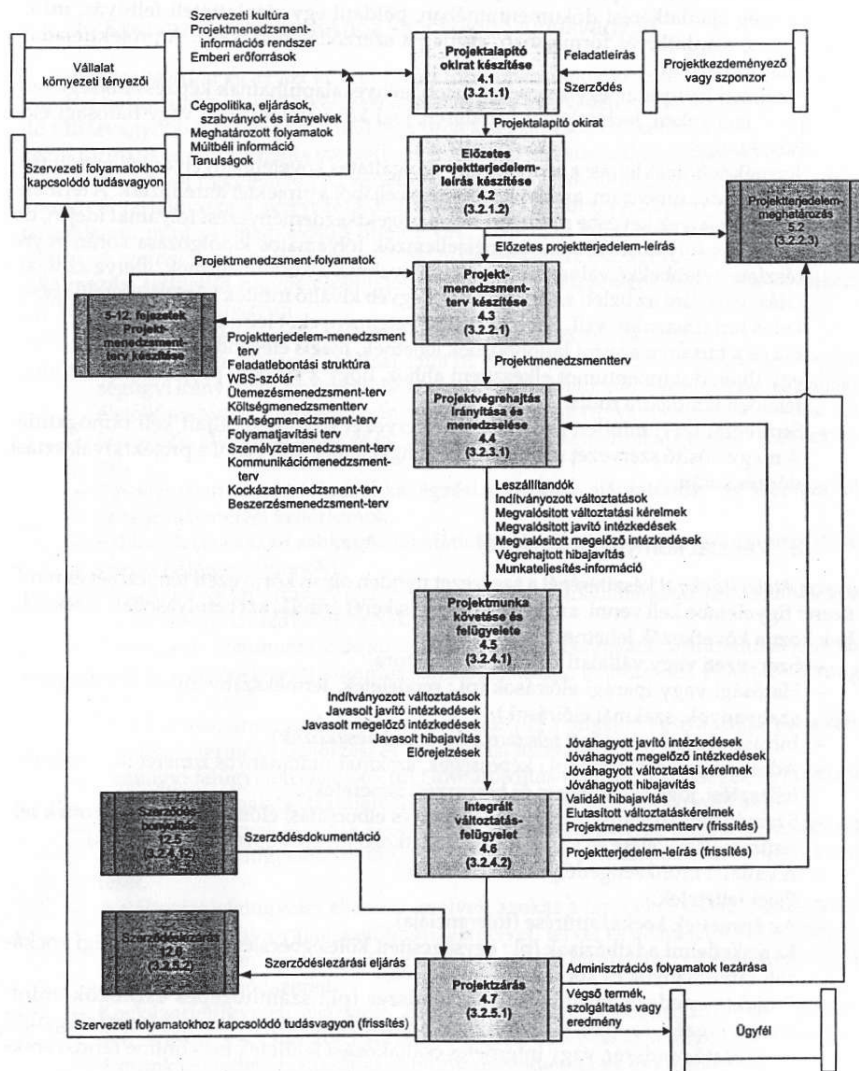 Szervezeti kultúra
Projektmenedzsment-
információs rendszer
Emberi erőforrások
Vállalat
környezeti tényezői
Projektalapító
okirat készítése
4.1
(3.2.1.1)
Feladatleírás
Szerződés
Projektkezdeményező
vagy szponzor
Cégpolitika, eljárások,
szabványok és irányelvek
Meghatározott folyamatok
Múltbéli információ
Tanulságok
Projektalapító okirat
Szervezeti folyamatokhoz
kapcsolódó tudásvagyon
Előzetes
projektterjedelem-
leírás készítése
4.2
(3.2.1.2)
Projektterjedelem-
meghatározás
5.2
(3.2.2.3)
Előzetes projektterjedelem-leírás
Projektmenedzsment-folyamatok
Projekt-
menedzsment-
terv készítése
4.3
(3.2.2.1)
5-12. fejezetek
Projekt-
menedzsment-
terv készítése
Projektterjedelem-menedzsment
terv
Feladatlebontási struktúra
WBS-szótár
Ütemezésmenedzsment-terv
Költségmenedzsmentterv
Minőségmenedzsment-terv
Folyamatjavítási terv
Személyzetmenedzsment-terv
Kommunikációmenedzsment-
terv
Kockázatmenedzsment-terv
Beszerzésmenedzsment-terv
Projektmenedzsmentterv
Projektvégrehajtás
irányítása és
menedzselése
4.4
(3.2.3.1)
Leszállítandók
Indítványozott változtatások
Megvalósított változtatási kérelmek
Megvalósított javító intézkedések
Megvalósított megelőző intézkedések
Végrehajtott hibajavítás
Munkateljesítés-információ
Projektmunka
követése és
felügyelete
4.5
(3.2.4.1)
Indítványozott változtatások
Javasolt javító intézkedések
Javasolt megelőző intézkedések
Javasolt hibajavítás
Előrejelzések
Jóváhagyott javító intézkedések
Jóváhagyott megelőző intézkedések
Jóváhagyott változtatási kérelmek
Jóváhagyott hibajavítás
Validált hibajavítás
Elutasított változtatáskérelmek
Projektmenedzsmentterv (frissítés)
Projektterjedelem-leírás (frissítés)
Integrált
változtatás-
felügyelet
4.6
(3.2.4.2)
Szerződés
bonyolítás
12.5
(3.2.4.12)
Szerződésdokumentáció
Szerződéslezárás
12.6
(3.2.5.2)
Szerződéslezárási eljárás
Projektzárás
4.7
(3.2.5.1)
Adminisztrációs folyamatok lezárása
Végső termék,
szolgáltatás vagy
eredmény
Ügyfél
Szervezeti folyamatokhoz kapcsolódó tudásvagyon (frissítés)